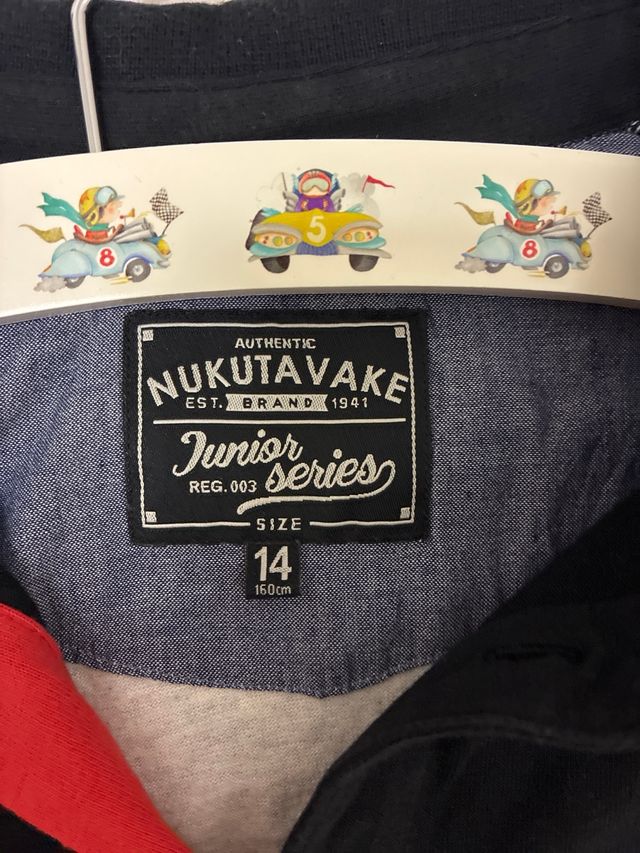 8
5
8
AUTHENTIC
NUKUTAVAKE
EST. BRAND 1941
Junior
REG. 003 series
SIZE
14
160cm